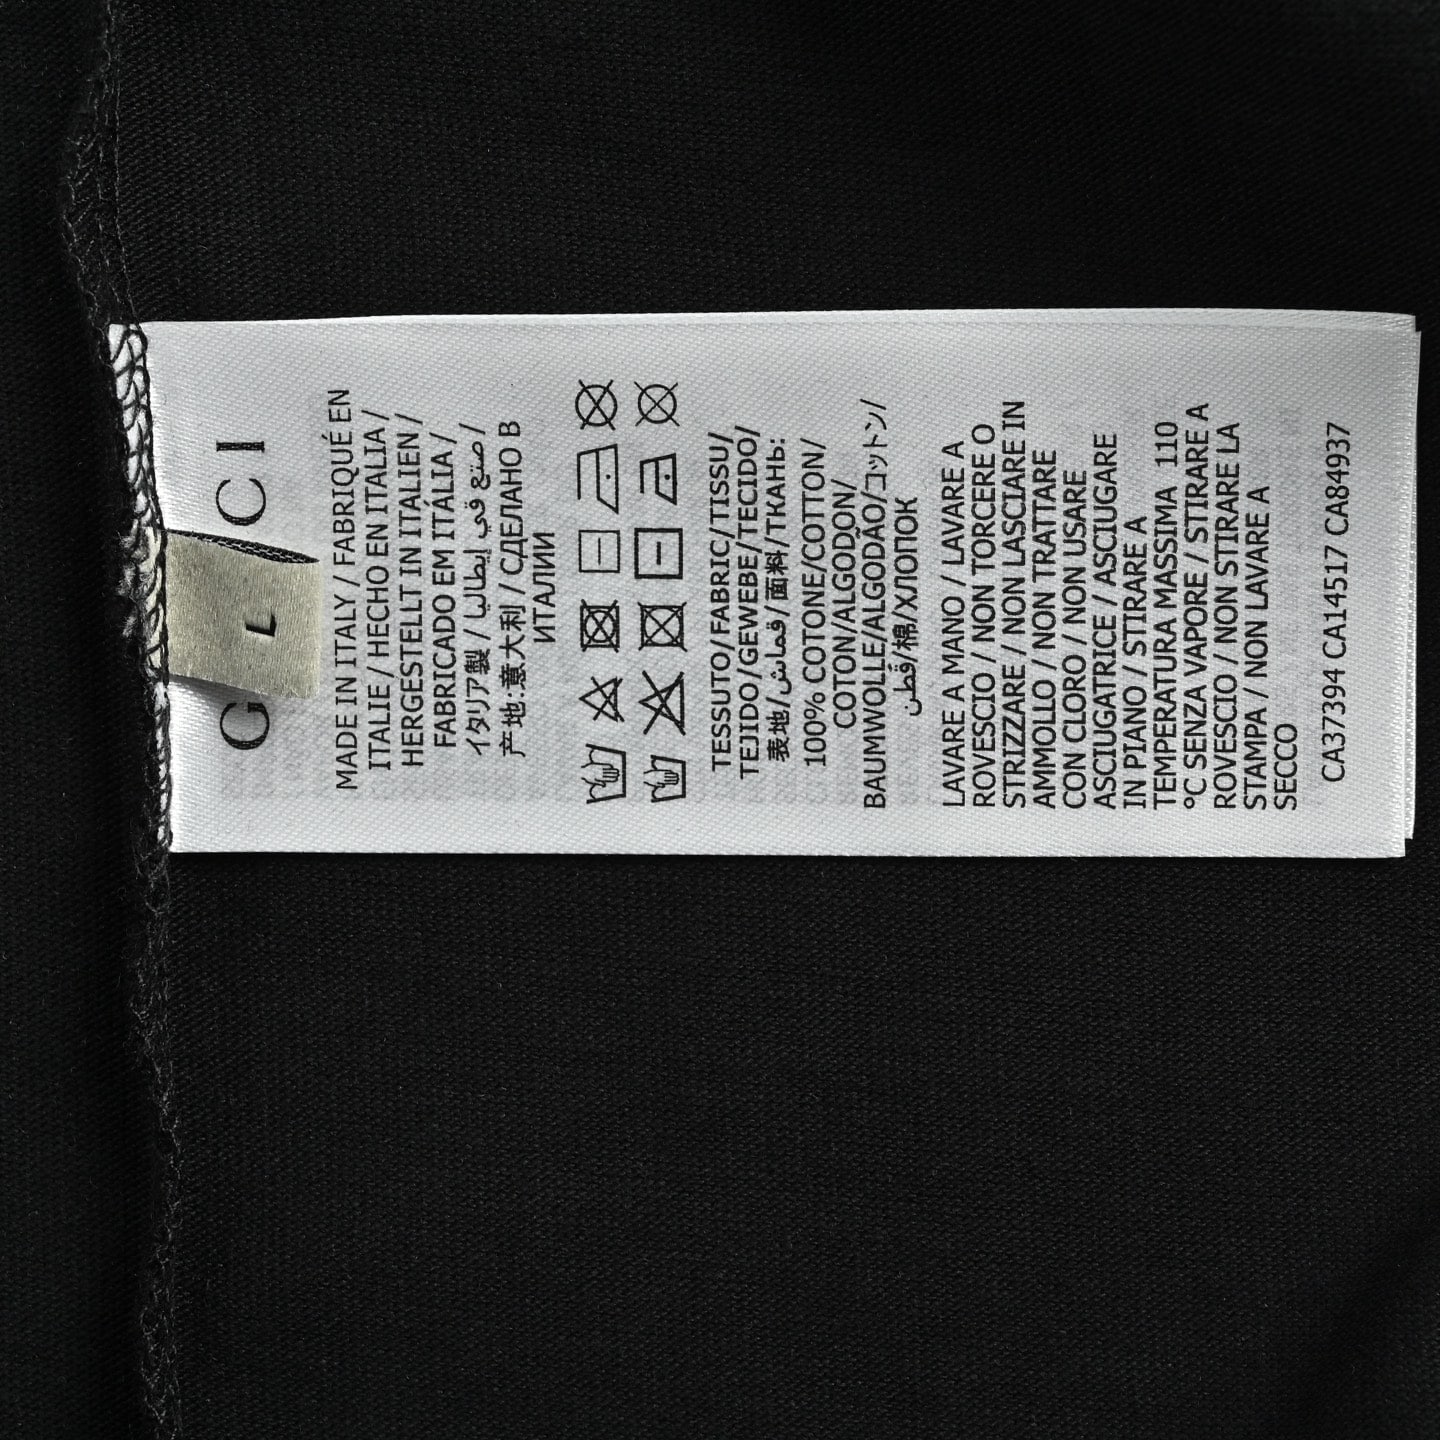 G CCI
L
MADE IN ITALY / FABRIQUÉ EN
ITALIE / HECHO EN ITALIA /
HERGESTELLT IN ITALIEN /
FABRICADO EM ITÁLIA /
イタリア製 / صنع في إيطاليا /
产地:意大利 / СДЕЛАНО В
ИТАЛИИ
TESSUTO/FABRIC/TISSU/
TEJIDO/GEWEBE/TECIDO/
表地/قماش/面料/ТКАНЬ:
100% COTONE/COTTON/
COTON/ALGODÓN/
BAUMWOLLE/ALGODÃO/コットン/
قطن/棉/ХЛОПОК
LAVARE A MANO / LAVARE A
ROVESCIO / NON TORCERE O
STRIZZARE / NON LASCIARE IN
AMMOLLO / NON TRATTARE
CON CLORO / NON USARE
ASCIUGATRICE / ASCIUGARE
IN PIANO / STIRARE A
TEMPERATURA MASSIMA 110
°C SENZA VAPORE / STIRARE A
ROVESCIO / NON STIRARE LA
STAMPA / NON LAVARE A
SECCO
CA37394 CA14517 CA84937